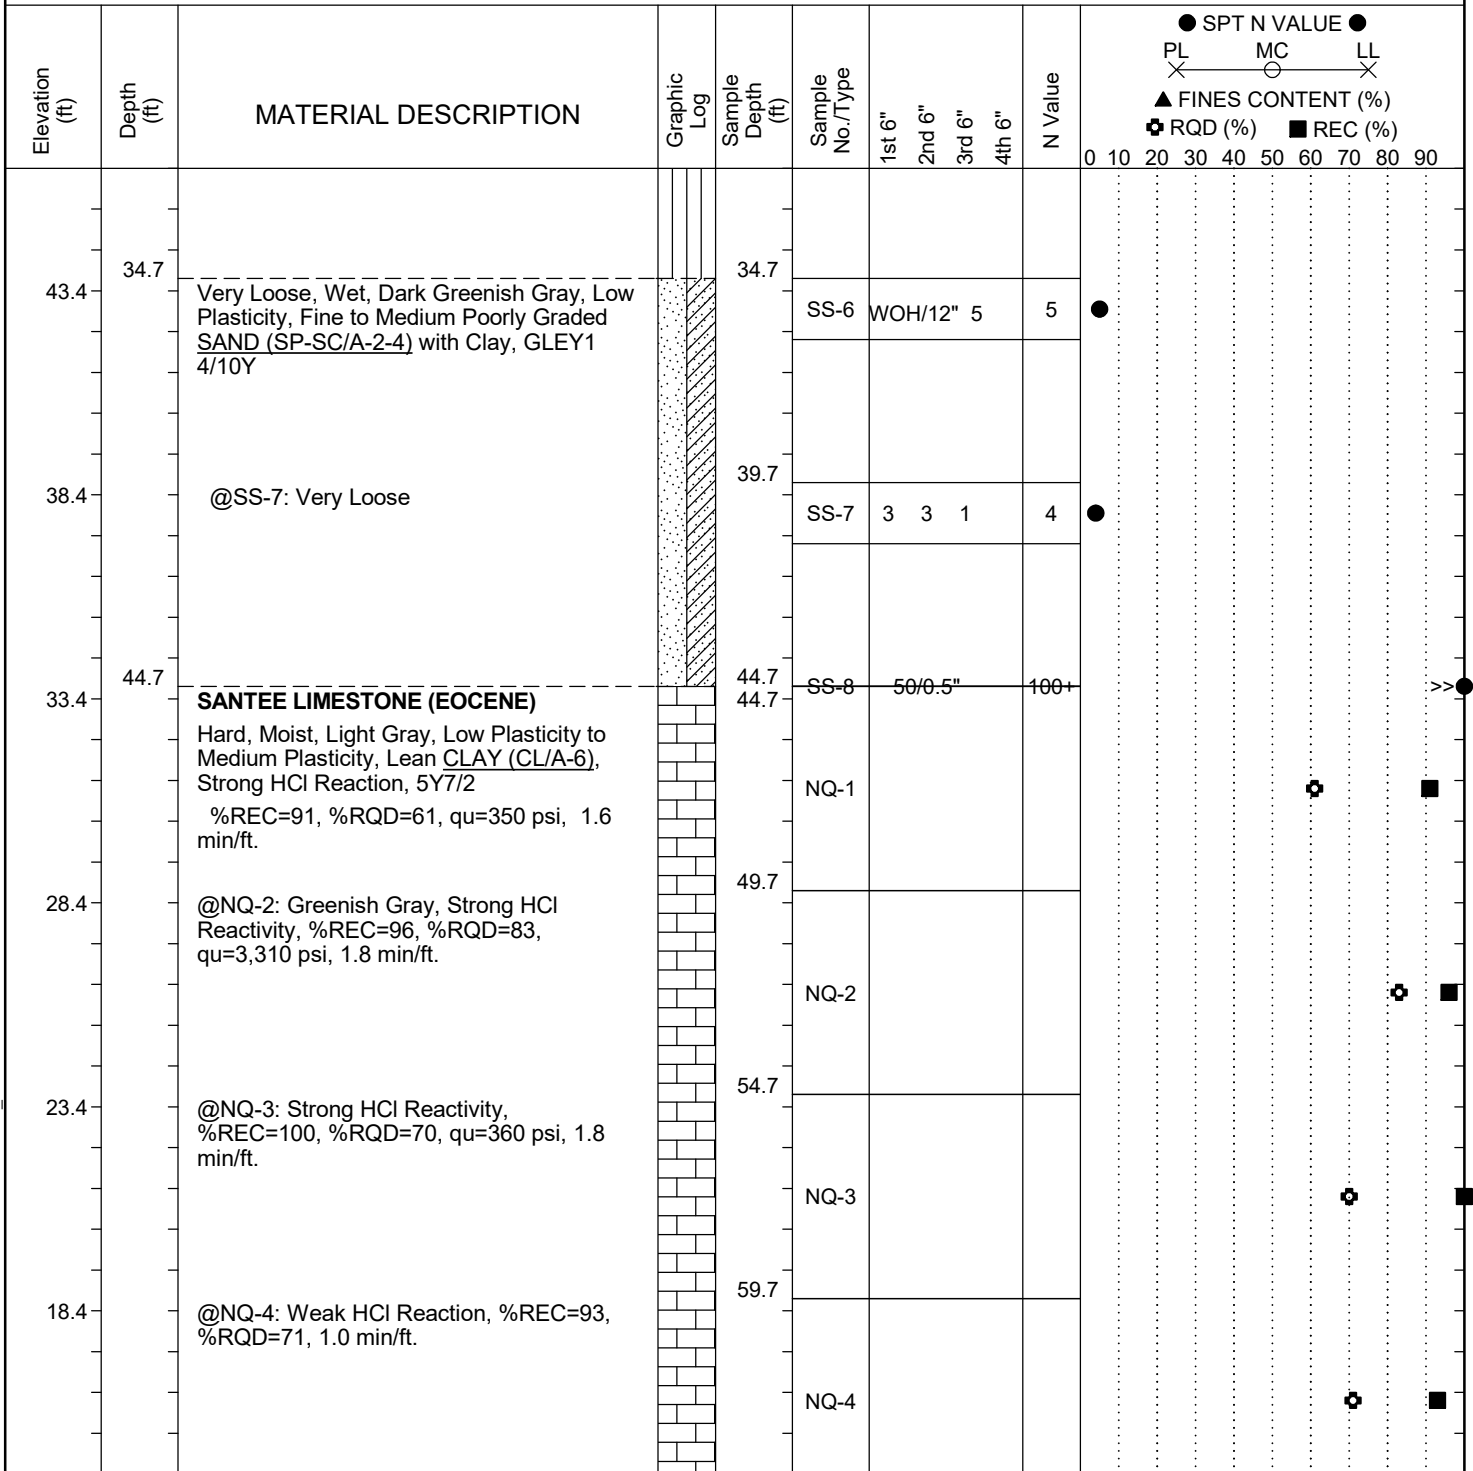 ● SPT N VALUE ●
PL MC LL
▲ FINES CONTENT (%)
RQD (%) ■ REC (%)
0 10 20 30 40 50 60 70 80 90
Elevation
(ft)
Depth
(ft)
MATERIAL DESCRIPTION
Graphic
Log
Sample
Depth
(ft)
Sample
No./Type
1st 6"
2nd 6"
3rd 6"
4th 6"
N Value
34.7 34.7
43.4
Very Loose, Wet, Dark Greenish Gray, Low
Plasticity, Fine to Medium Poorly Graded
SAND (SP-SC/A-2-4) with Clay, GLEY1
4/10Y
SS-6 WOH/12" 5 5
39.7
38.4 @SS-7: Very Loose
SS-7 3 3 1 4
44.7 44.7
SS-8 50/0.5" 100+ >>
33.4 SANTEE LIMESTONE (EOCENE) 44.7
Hard, Moist, Light Gray, Low Plasticity to
Medium Plasticity, Lean CLAY (CL/A-6),
Strong HCl Reaction, 5Y7/2
NQ-1
%REC=91, %RQD=61, qu=350 psi, 1.6
min/ft.
49.7
28.4 @NQ-2: Greenish Gray, Strong HCl
Reactivity, %REC=96, %RQD=83,
qu=3,310 psi, 1.8 min/ft.
NQ-2
54.7
23.4 @NQ-3: Strong HCl Reactivity,
%REC=100, %RQD=70, qu=360 psi, 1.8
min/ft.
NQ-3
59.7
18.4 @NQ-4: Weak HCl Reaction, %REC=93,
%RQD=71, 1.0 min/ft.
NQ-4